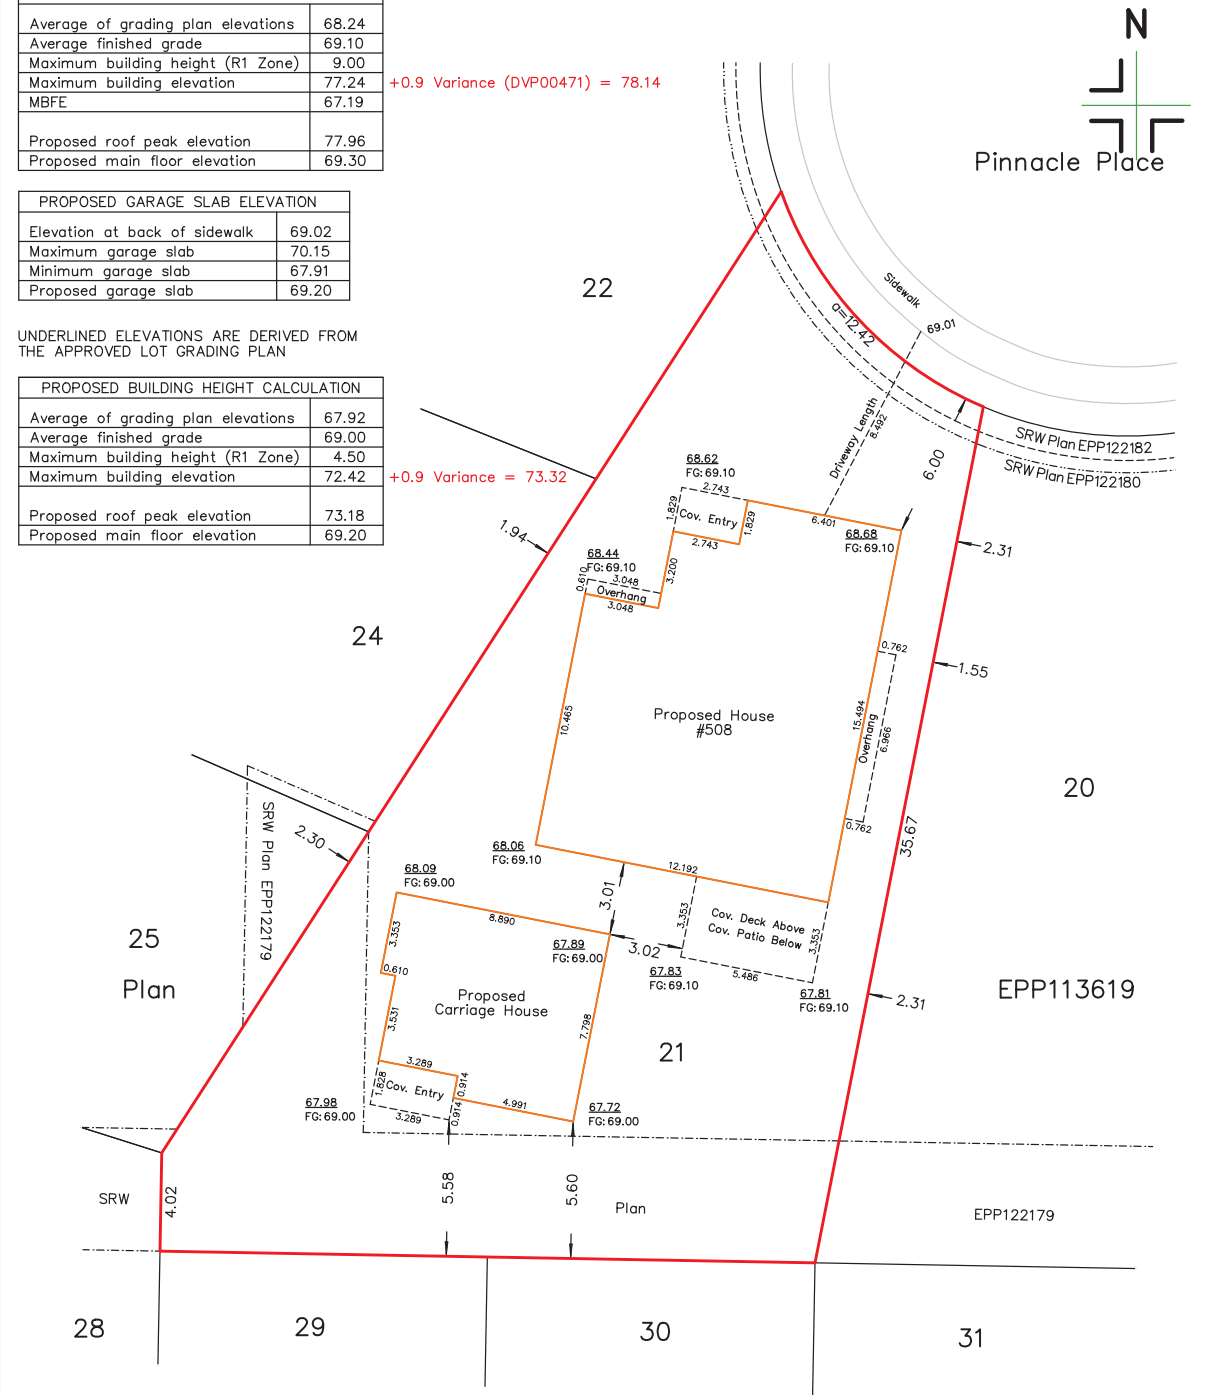 Average of grading plan elevations 68.24
Average finished grade 69.10
Maximum building height (R1 Zone) 9.00
Maximum building elevation 77.24 +0.9 Variance (DVP00471) = 78.14
MBFE 67.19
Proposed roof peak elevation 77.96
Proposed main floor elevation 69.30
PROPOSED GARAGE SLAB ELEVATION
Elevation at back of sidewalk 69.02
Maximum garage slab 70.15
Minimum garage slab 67.91
Proposed garage slab 69.20
UNDERLINED ELEVATIONS ARE DERIVED FROM
THE APPROVED LOT GRADING PLAN
PROPOSED BUILDING HEIGHT CALCULATION
Average of grading plan elevations 67.92
Average finished grade 69.00
Maximum building height (R1 Zone) 4.50
Maximum building elevation 72.42 +0.9 Variance = 73.32
Proposed roof peak elevation 73.18
Proposed main floor elevation 69.20
N
Pinnacle Place
22
Sidewalk
69.01
a=12.42
Driveway Length
8.492
SRW Plan EPP122182
SRW Plan EPP122180
6.00
68.62
FG: 69.10
2.743
1.829
Cov. Entry
1.829
2.743
6.401
68.68
FG: 69.10
2.31
1.94
68.44
FG: 69.10
0.610
3.048
Overhang
3.048
3.200
24
0.762
1.55
Proposed House
#508
10.465
15.494
Overhang
6.966
0.762
20
35.67
SRW Plan EPP122179
2.30
68.06
FG: 69.10
12.192
68.09
FG: 69.00
3.01
8.890
3.353
3.353
Cov. Deck Above
Cov. Patio Below
3.353
25
Plan
67.89
FG: 69.00
3.02
0.610
67.83
FG: 69.10
5.486
67.81
FG: 69.10
2.31
EPP113619
Proposed
Carriage House
3.531
7.798
21
3.289
1.828
Cov. Entry
0.914
0.914
4.991
3.289
67.98
FG: 69.00
67.72
FG: 69.00
SRW
4.02
5.58
5.60
Plan
EPP122179
28
29
30
31